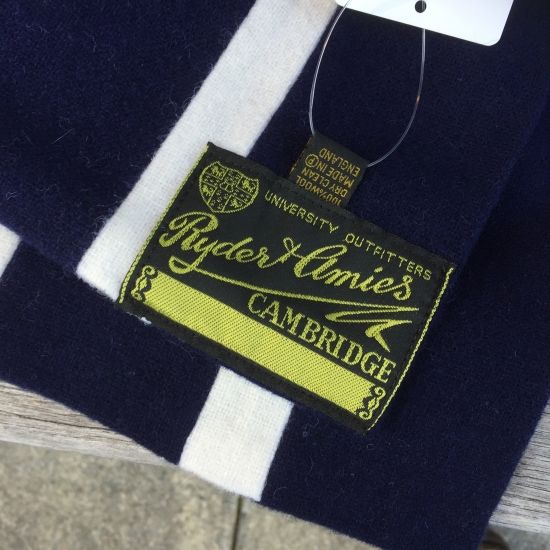 100% WOOL
DRY CLEAN Ⓟ
MADE IN
ENGLAND
UNIVERSITY OUTFITTERS
Ryder & Amies
CAMBRIDGE